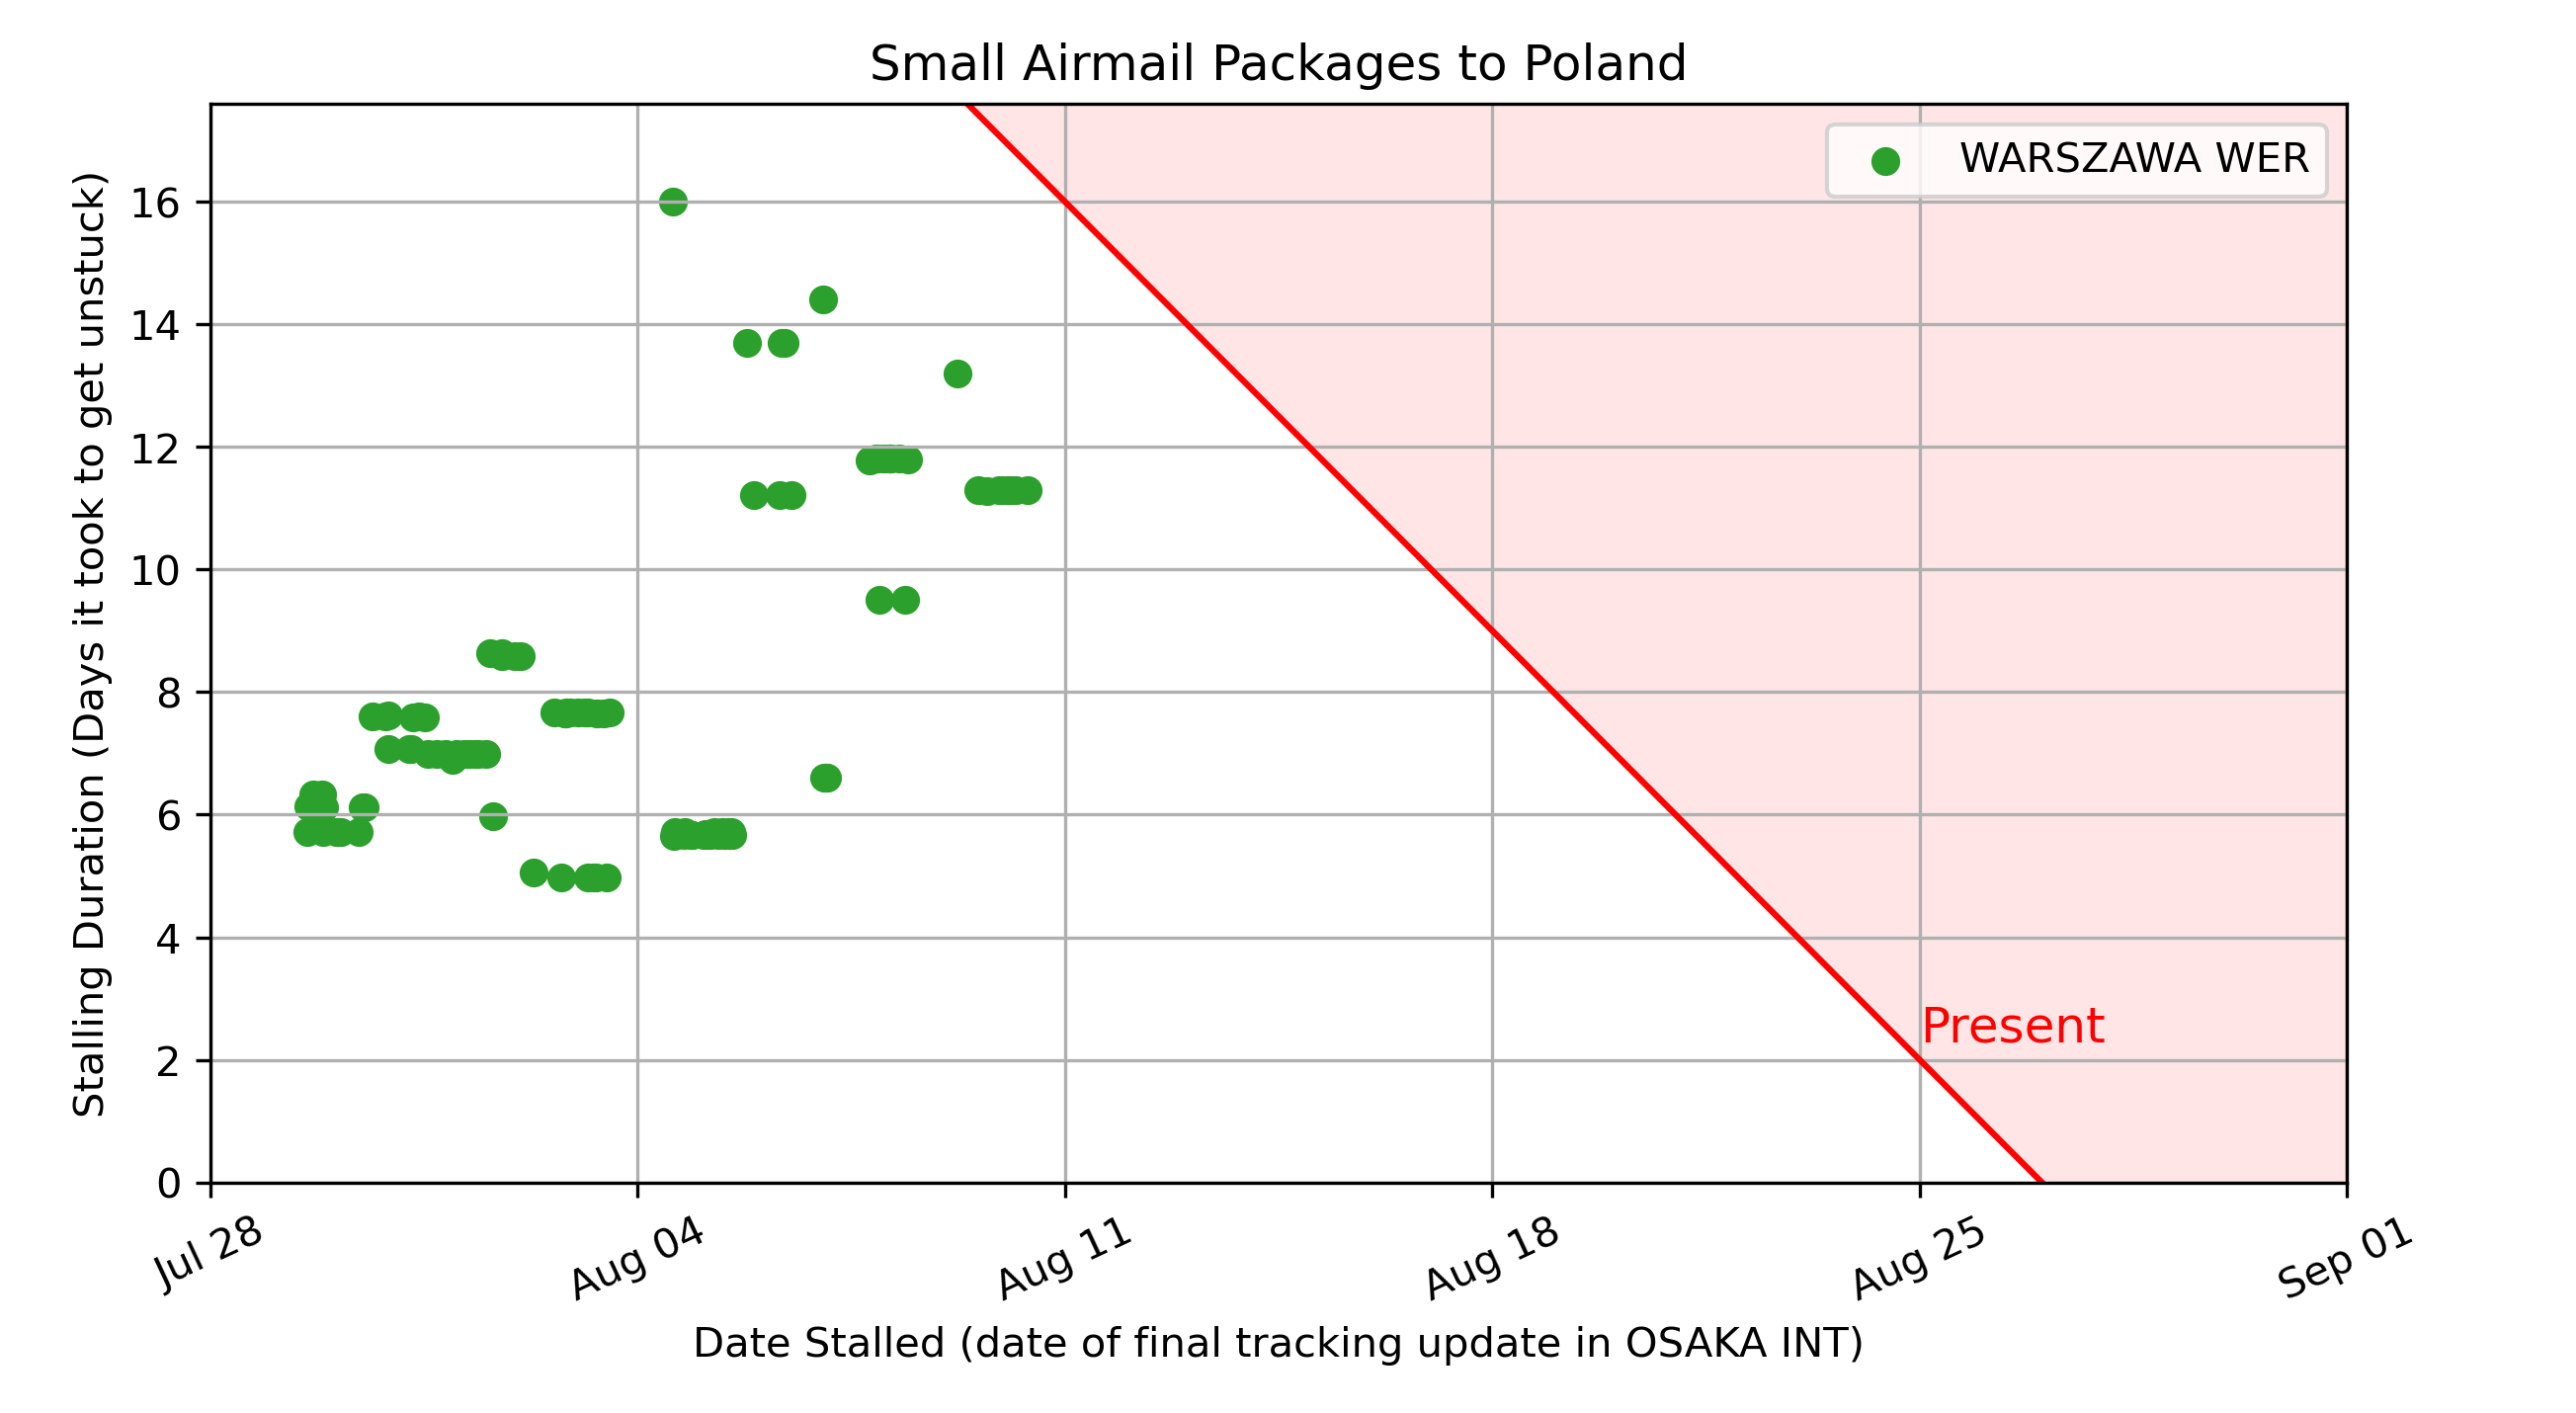 Small Airmail Packages to Poland
WARSZAWA WER
Stalling Duration (Days it took to get unstuck)
16
14
12
10
8
6
4
2
0
Present
Jul 28
Aug 04
Aug 11
Aug 18
Aug 25
Sep 01
Date Stalled (date of final tracking update in OSAKA INT)